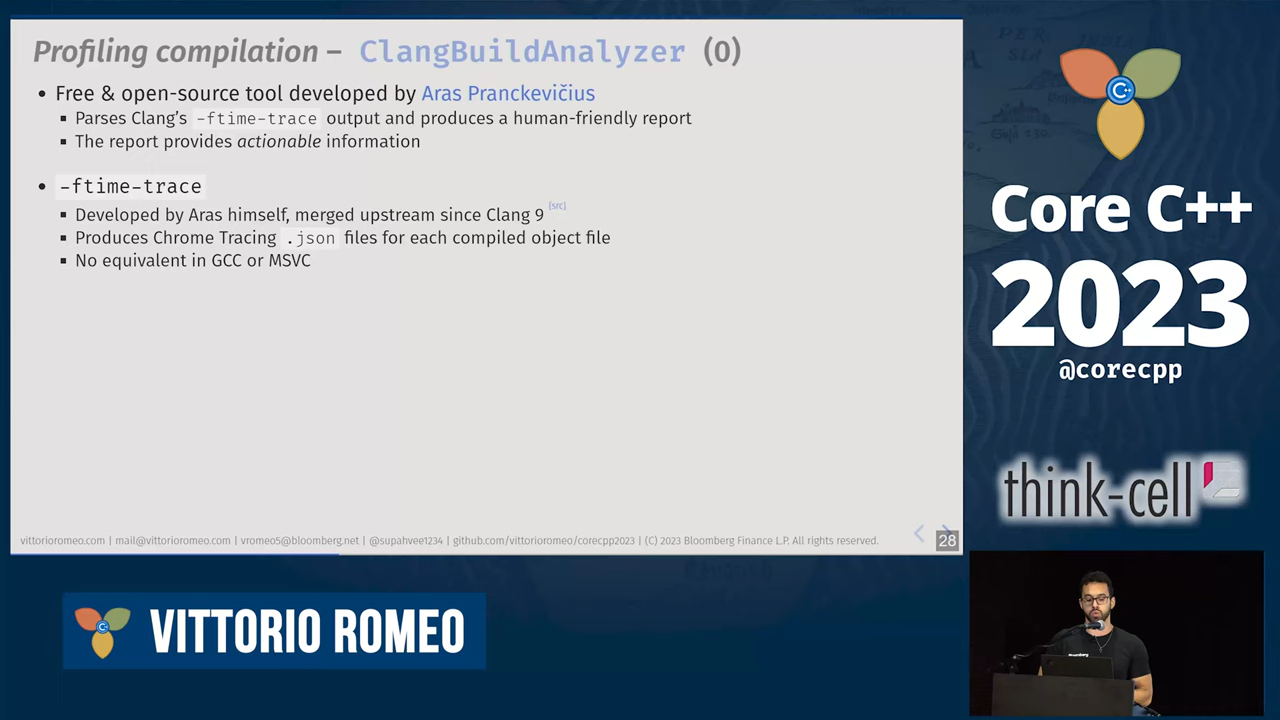 Profiling compilation – ClangBuildAnalyzer (0)
• Free & open-source tool developed by Aras Pranckevičius
▪ Parses Clang's -ftime-trace output and produces a human-friendly report
▪ The report provides actionable information
• -ftime-trace
▪ Developed by Aras himself, merged upstream since Clang 9 [src]
▪ Produces Chrome Tracing .json files for each compiled object file
▪ No equivalent in GCC or MSVC
vittorioromeo.com | mail@vittorioromeo.com | vromeo5@bloomberg.net | @supahvee1234 | github.com/vittorioromeo/corecpp2023 | (C) 2023 Bloomberg Finance L.P. All rights reserved.
28
C++
Core C++
2023
@corecpp
think-cell
VITTORIO ROMEO
Bloomberg
PERSIA
INDIA